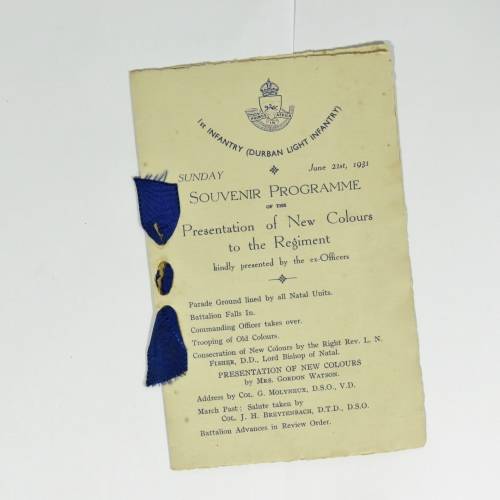 1st INFANTRY (DURBAN LIGHT INFANTRY)
SUNDAY June 21st, 1931
SOUVENIR PROGRAMME
OF THE
Presentation of New Colours
to the Regiment
kindly presented by the ex-Officers
Parade Ground lined by all Natal Units.
Battalion Falls In.
Commanding Officer takes over.
Trooping of Old Colours.
Consecration of New Colours by the Right Rev. L. N.
FISHER, D.D., Lord Bishop of Natal.
PRESENTATION OF NEW COLOURS
by MRS. GORDON WATSON.
Address by COL. G. MOLYNEUX, D.S.O., V.D.
March Past: Salute taken by
COL. J. H. BREYTENBACH, D.T.D., D.S.O.
Battalion Advances in Review Order.